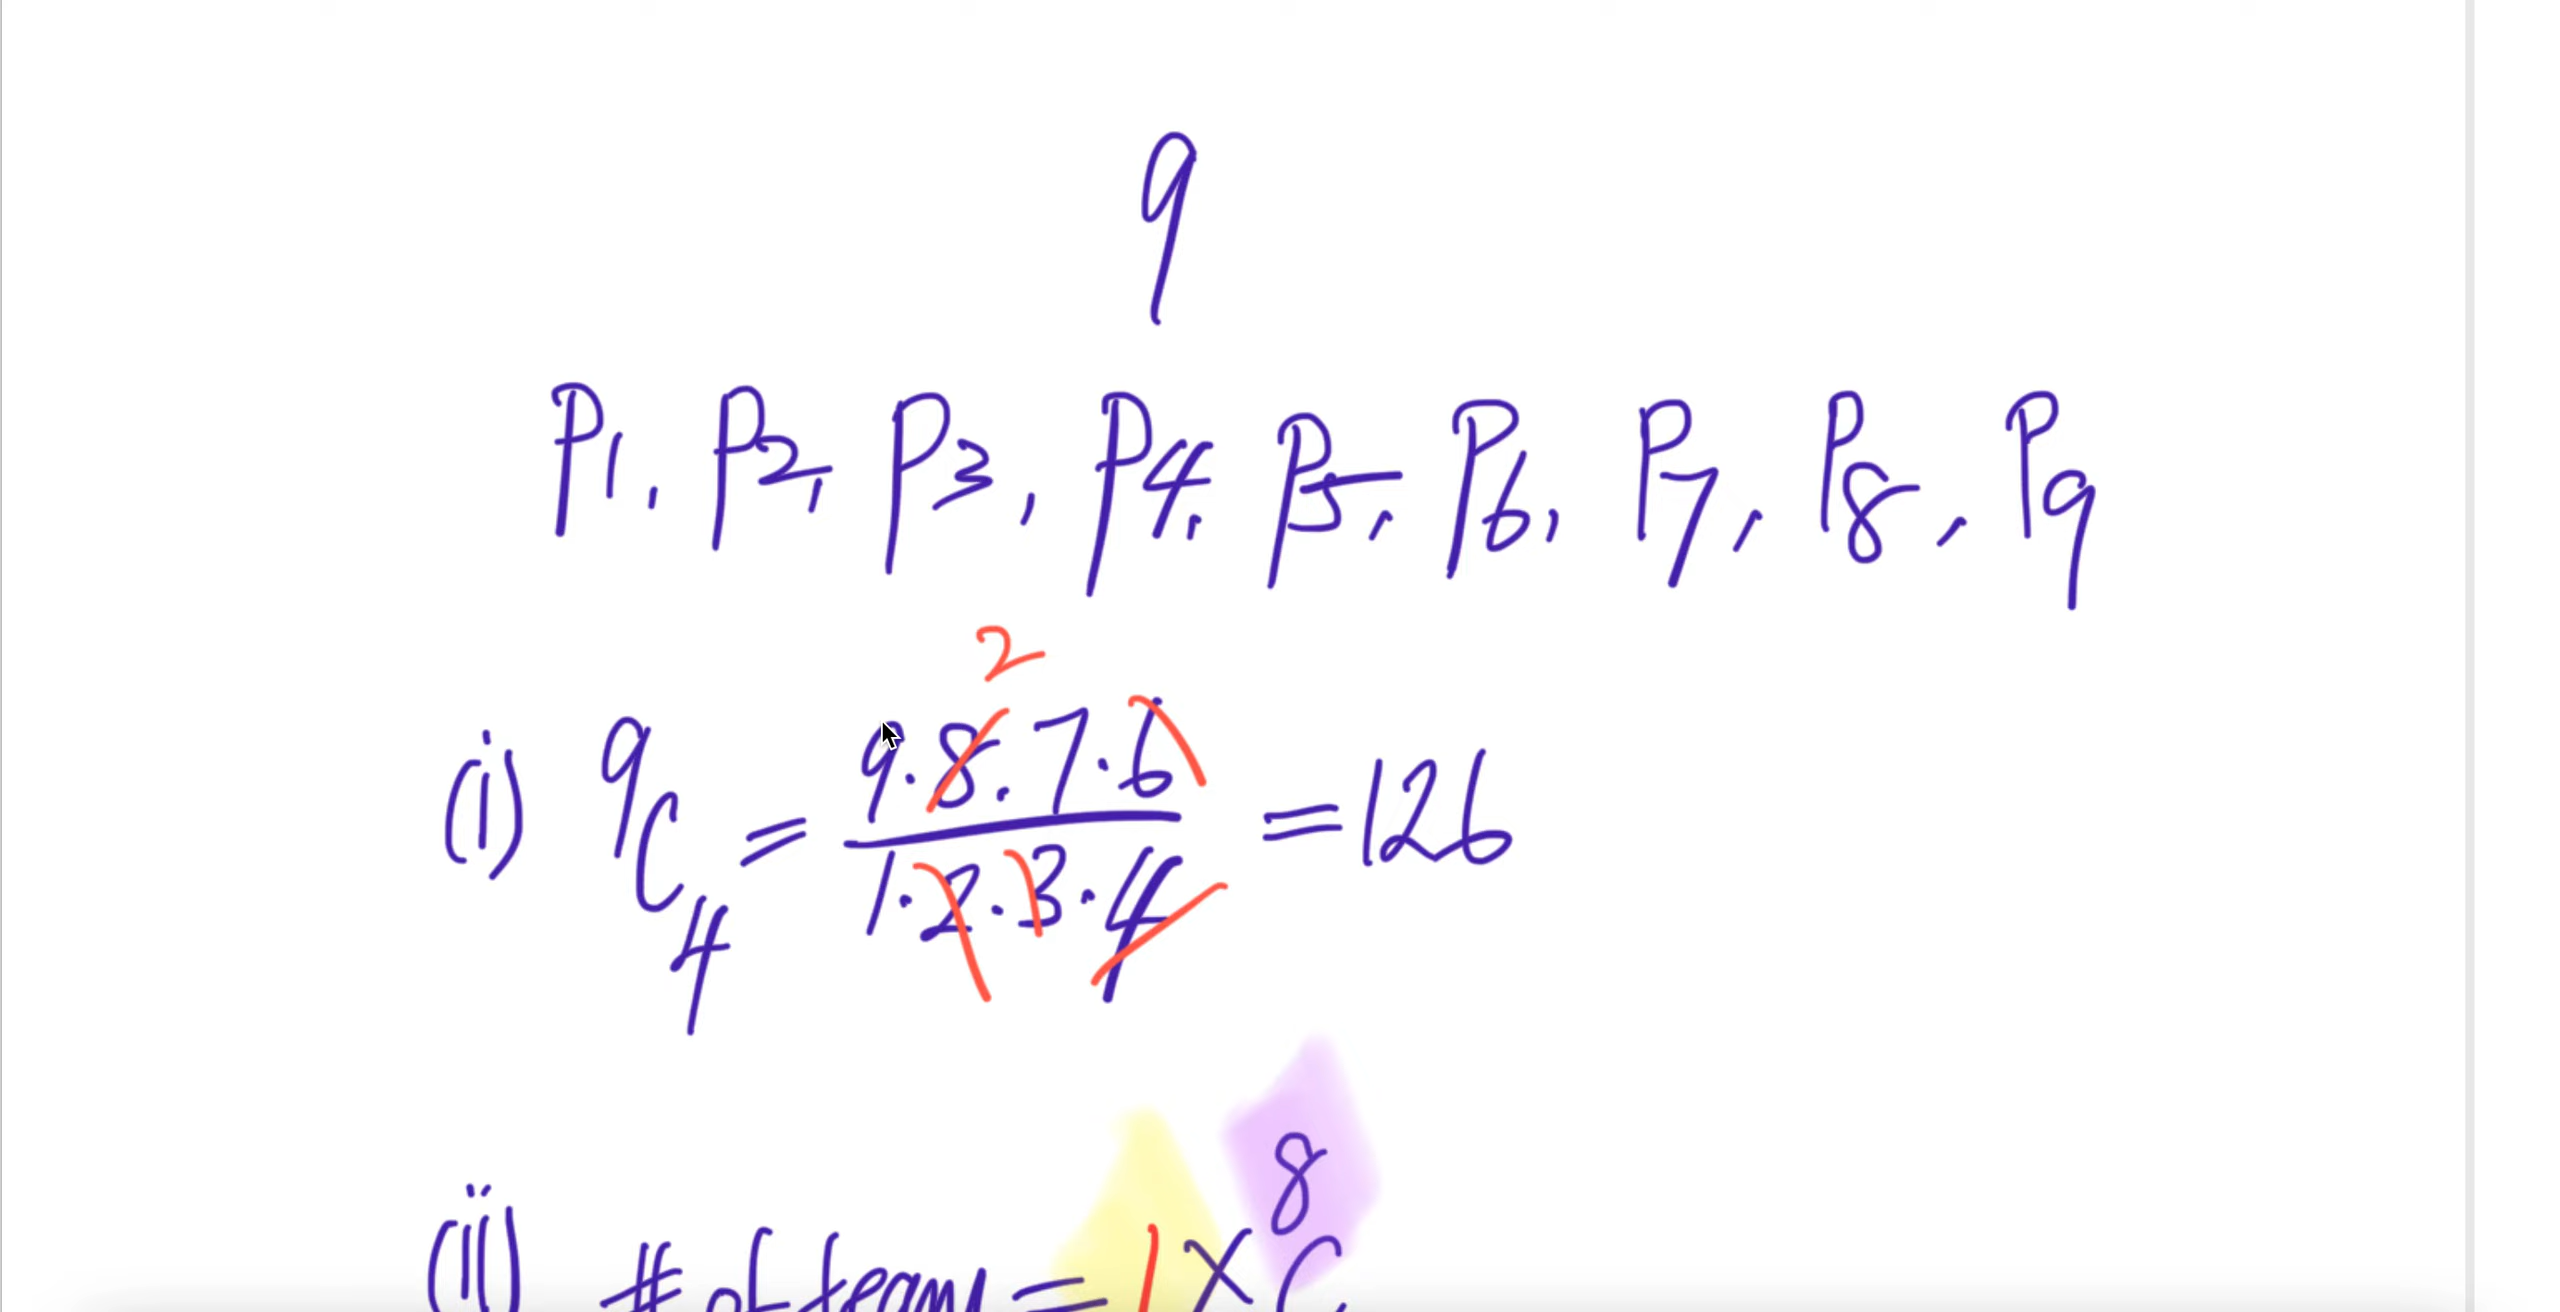 9
P1, P2, P3, P4, P5, P6, P7, P8, P9
2
(i) 9C4 = 9.8.7.6 / 1.2.3.4 = 126
(ii) # of team = 1 × 8C